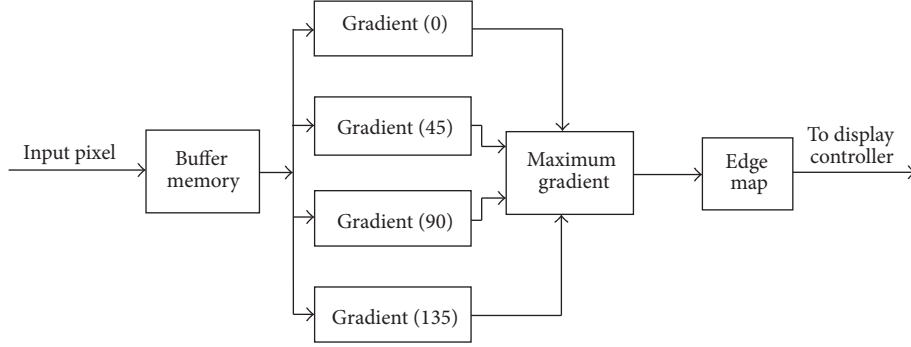 Gradient (0)
Gradient (45)
Gradient (90)
Gradient (135)
Input pixel
Buffer
memory
Maximum
gradient
Edge
map
To display
controller